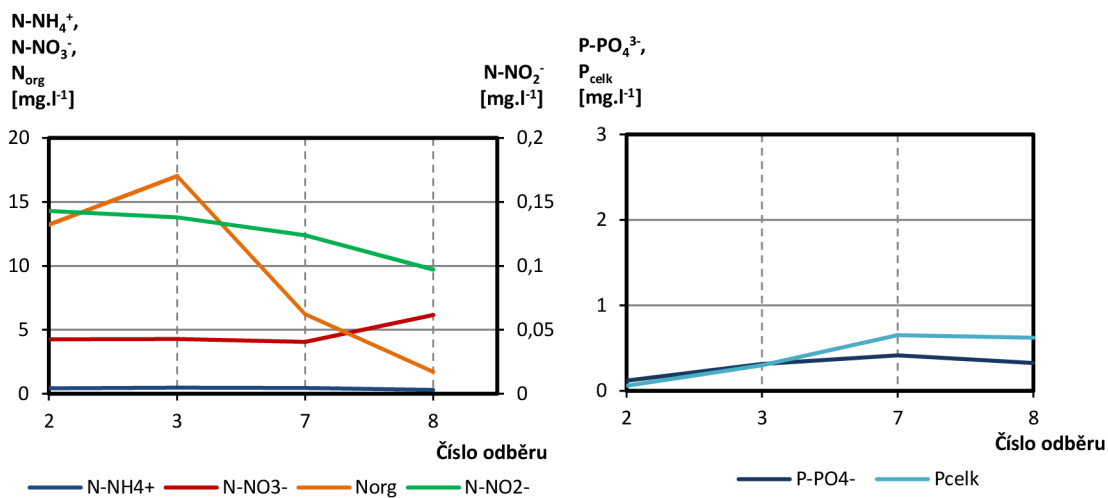 N-NH₄⁺,
N-NO₃⁻,
Nₒᵣg
[mg.l⁻¹]
N-NO₂⁻
[mg.l⁻¹]
20
15
10
5
0
0,2
0,15
0,1
0,05
0
2 3 7 8
Číslo odběru
N-NH4+ N-NO3- Norg N-NO2-
P-PO₄³⁻,
Pcelk
[mg.l⁻¹]
3
2
1
0
2 3 7 8
Číslo odběru
P-PO4- Pcelk